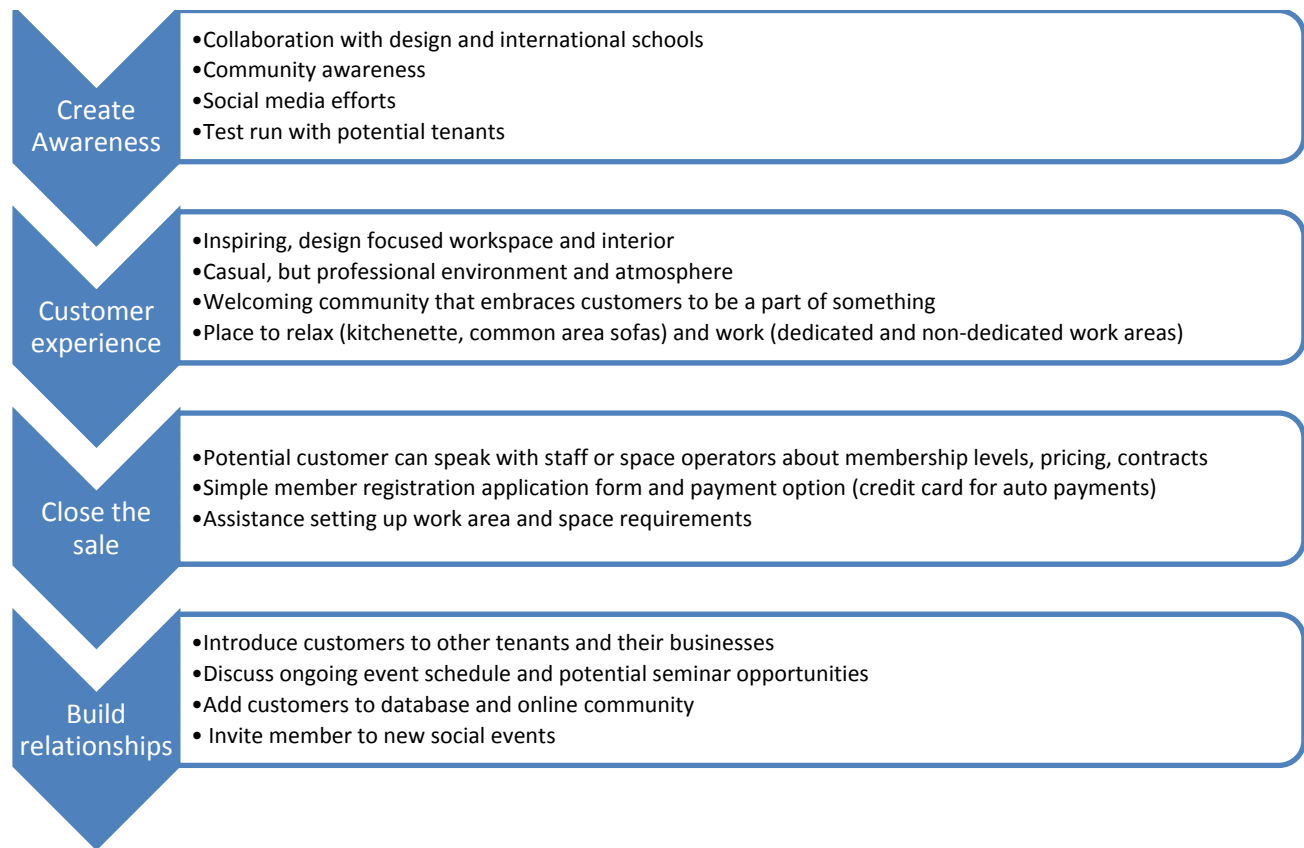 Create
Awareness
•Collaboration with design and international schools
•Community awareness
•Social media efforts
•Test run with potential tenants
Customer
experience
•Inspiring, design focused workspace and interior
•Casual, but professional environment and atmosphere
•Welcoming community that embraces customers to be a part of something
•Place to relax (kitchenette, common area sofas) and work (dedicated and non-dedicated work areas)
Close the
sale
•Potential customer can speak with staff or space operators about membership levels, pricing, contracts
•Simple member registration application form and payment option (credit card for auto payments)
•Assistance setting up work area and space requirements
Build
relationships
•Introduce customers to other tenants and their businesses
•Discuss ongoing event schedule and potential seminar opportunities
•Add customers to database and online community
• Invite member to new social events